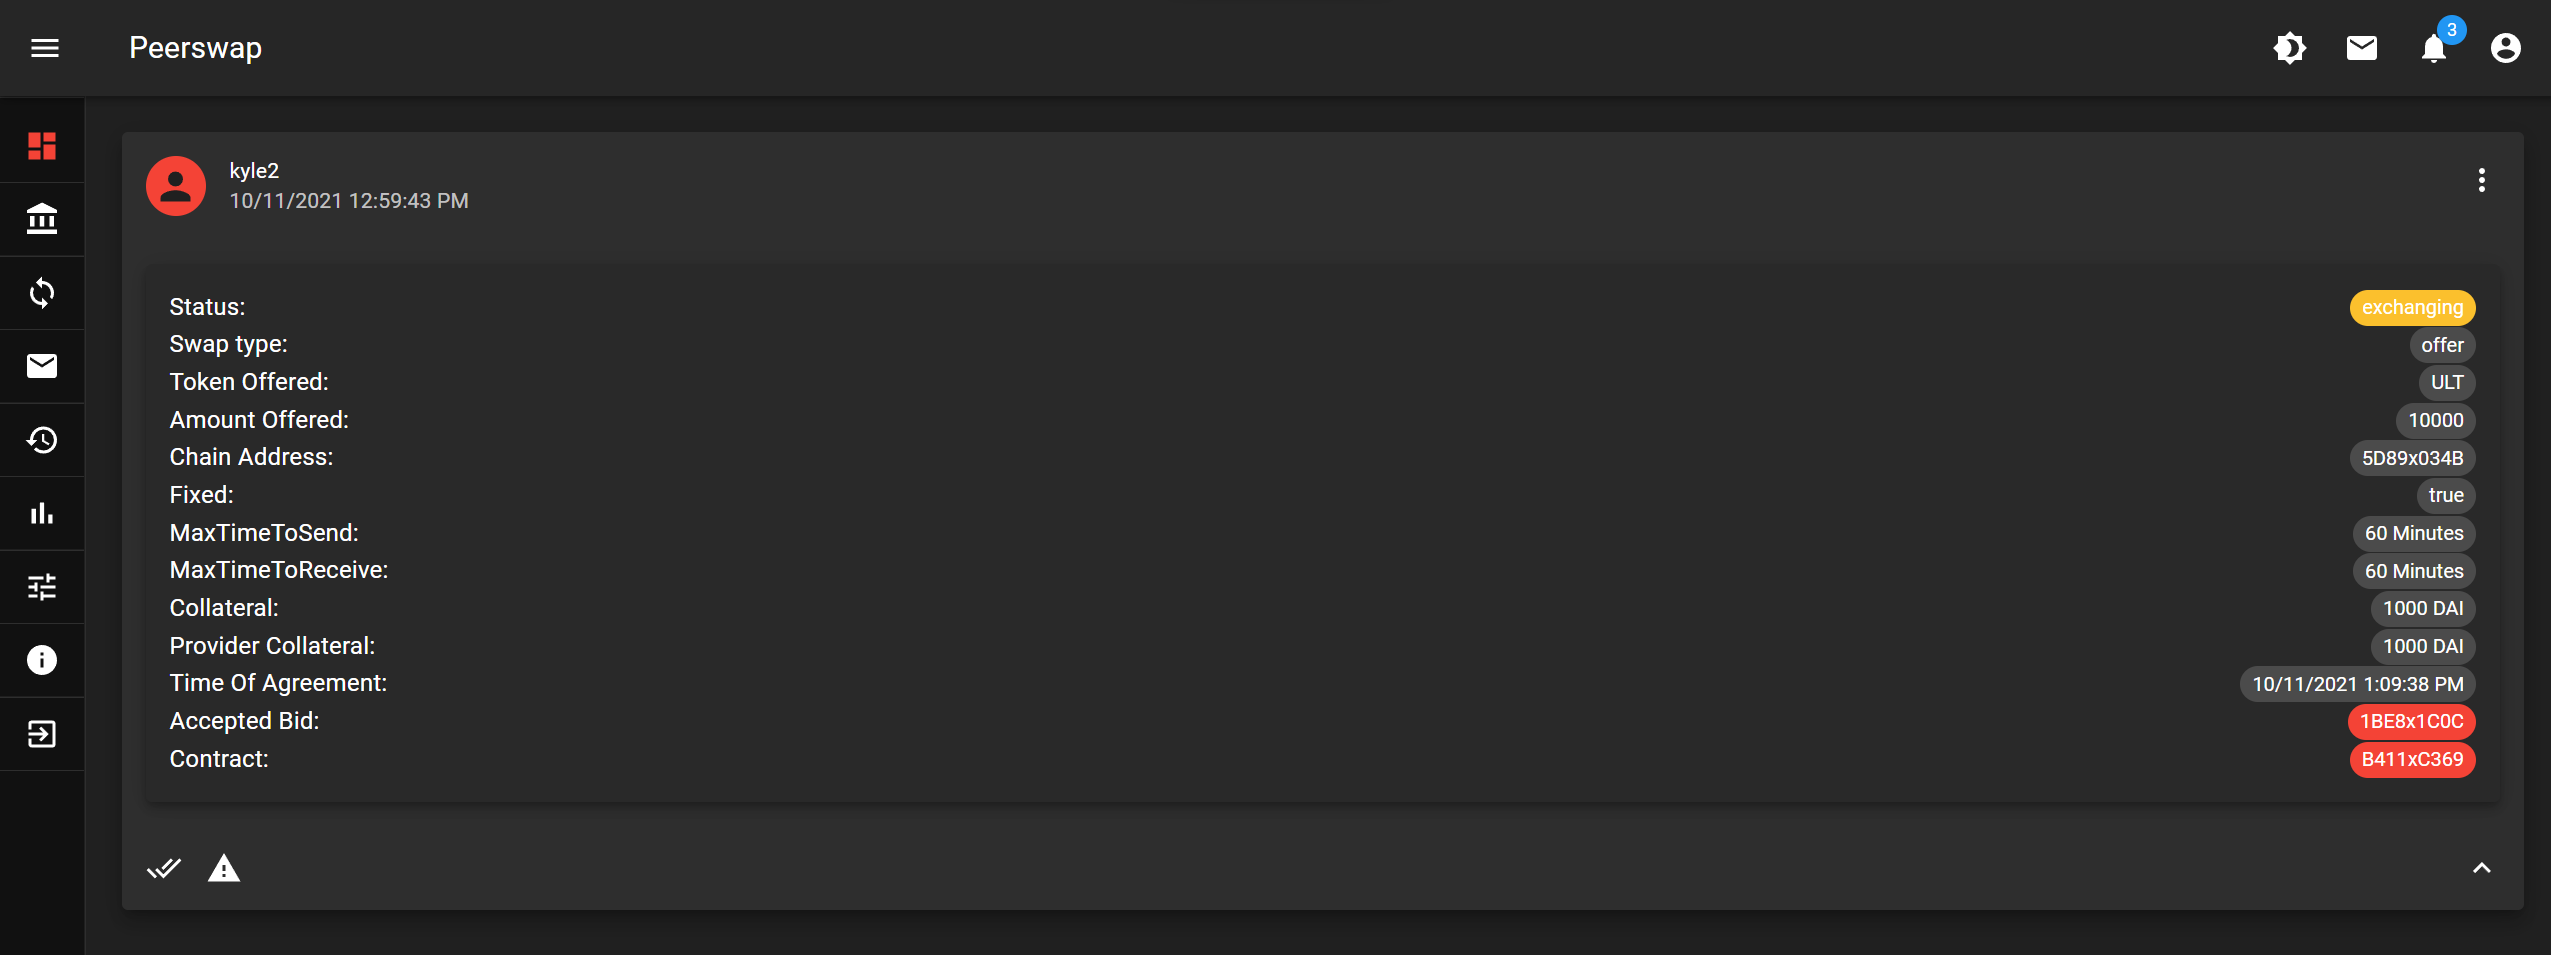 Peerswap
3
kyle2
10/11/2021 12:59:43 PM
Status: exchanging
Swap type: offer
Token Offered: ULT
Amount Offered: 10000
Chain Address: 5D89x034B
Fixed: true
MaxTimeToSend: 60 Minutes
MaxTimeToReceive: 60 Minutes
Collateral: 1000 DAI
Provider Collateral: 1000 DAI
Time Of Agreement: 10/11/2021 1:09:38 PM
Accepted Bid: 1BE8x1C0C
Contract: B411xC369